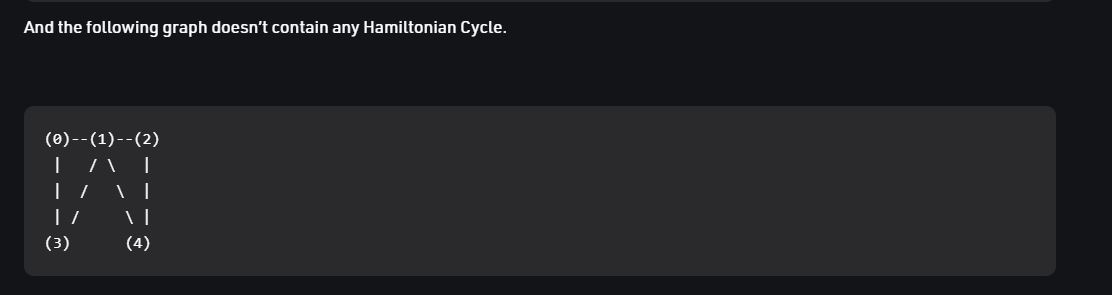 And the following graph doesn't contain any Hamiltonian Cycle.
(0)--(1)--(2)
 |   / \   |
 |  /   \  |
 | /     \ |
(3)      (4)